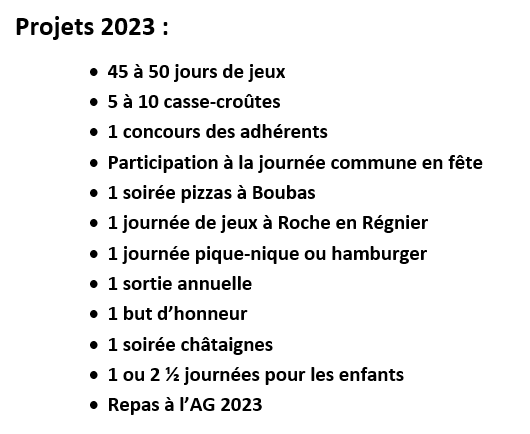 Projets 2023 :
• 45 à 50 jours de jeux
• 5 à 10 casse-croûtes
• 1 concours des adhérents
• Participation à la journée commune en fête
• 1 soirée pizzas à Boubas
• 1 journée de jeux à Roche en Régnier
• 1 journée pique-nique ou hamburger
• 1 sortie annuelle
• 1 but d’honneur
• 1 soirée châtaignes
• 1 ou 2 ½ journées pour les enfants
• Repas à l’AG 2023